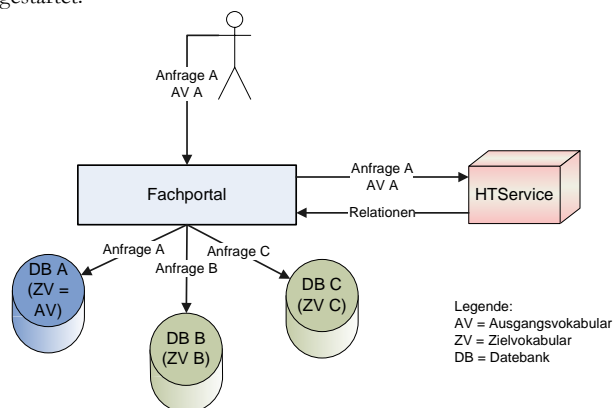 gestartet.
Anfrage A
AV A
Fachportal
Anfrage A
AV A
HTService
Relationen
Anfrage A
Anfrage B
Anfrage C
DB A
(ZV =
AV)
DB B
(ZV B)
DB C
(ZV C)
Legende:
AV = Ausgangsvokabular
ZV = Zielvokabular
DB = Datebank